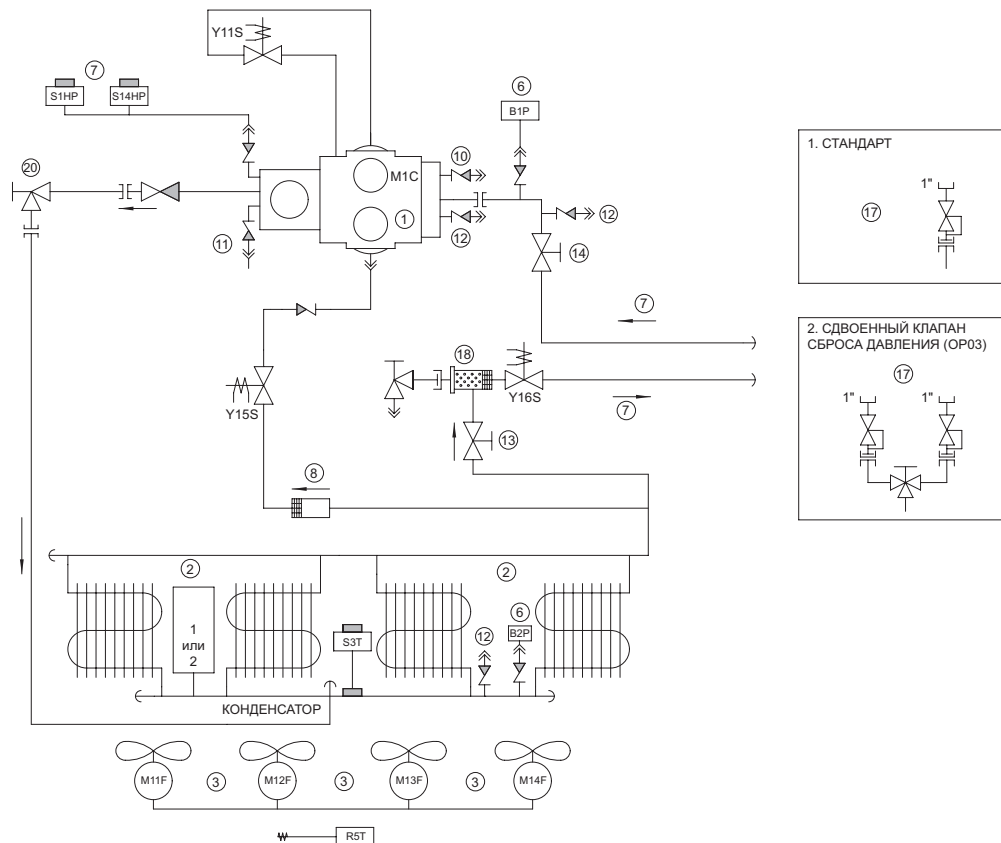 Y11S
7
S1HP
S14HP
6
B1P
20
10
M1C
1
12
12
11
14
7
18
Y16S
7
Y15S
13
8
1. СТАНДАРТ
1"
17
2. СДВОЕННЫЙ КЛАПАН
СБРОСА ДАВЛЕНИЯ (OP03)
17
1"
1"
2
2
1
или
2
S3T
12
6
B2P
КОНДЕНСАТОР
M11F
3
M12F
3
M13F
3
M14F
R5T